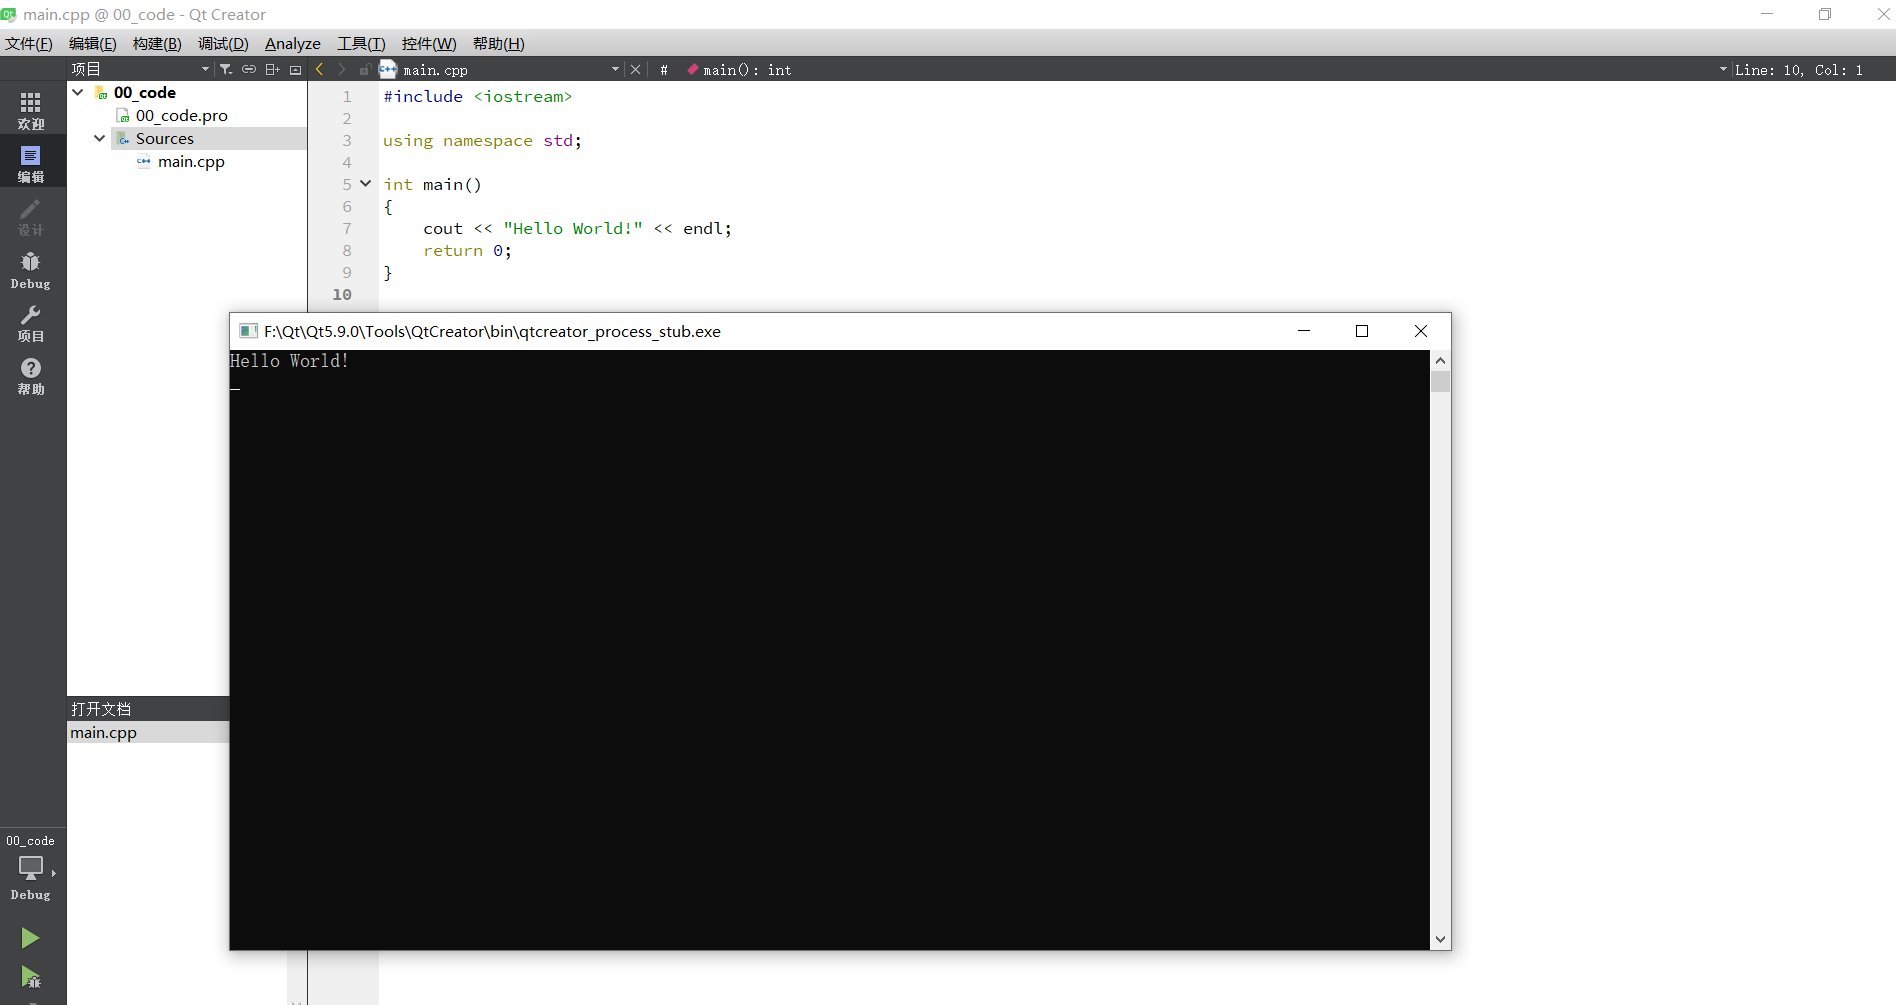 main.cpp @ 00_code - Qt Creator
文件(F) 编辑(E) 构建(B) 调试(D) Analyze 工具(T) 控件(W) 帮助(H)
项目
main.cpp
# main(): int
Line: 10, Col: 1
欢迎
编辑
设计
Debug
项目
帮助
00_code
00_code.pro
Sources
main.cpp
1 #include <iostream>
2
3 using namespace std;
4
5 int main()
6 {
7 cout << "Hello World!" << endl;
8 return 0;
9 }
10
F:\Qt\Qt5.9.0\Tools\QtCreator\bin\qtcreator_process_stub.exe
Hello World!
_
打开文档
main.cpp
00_code
Debug